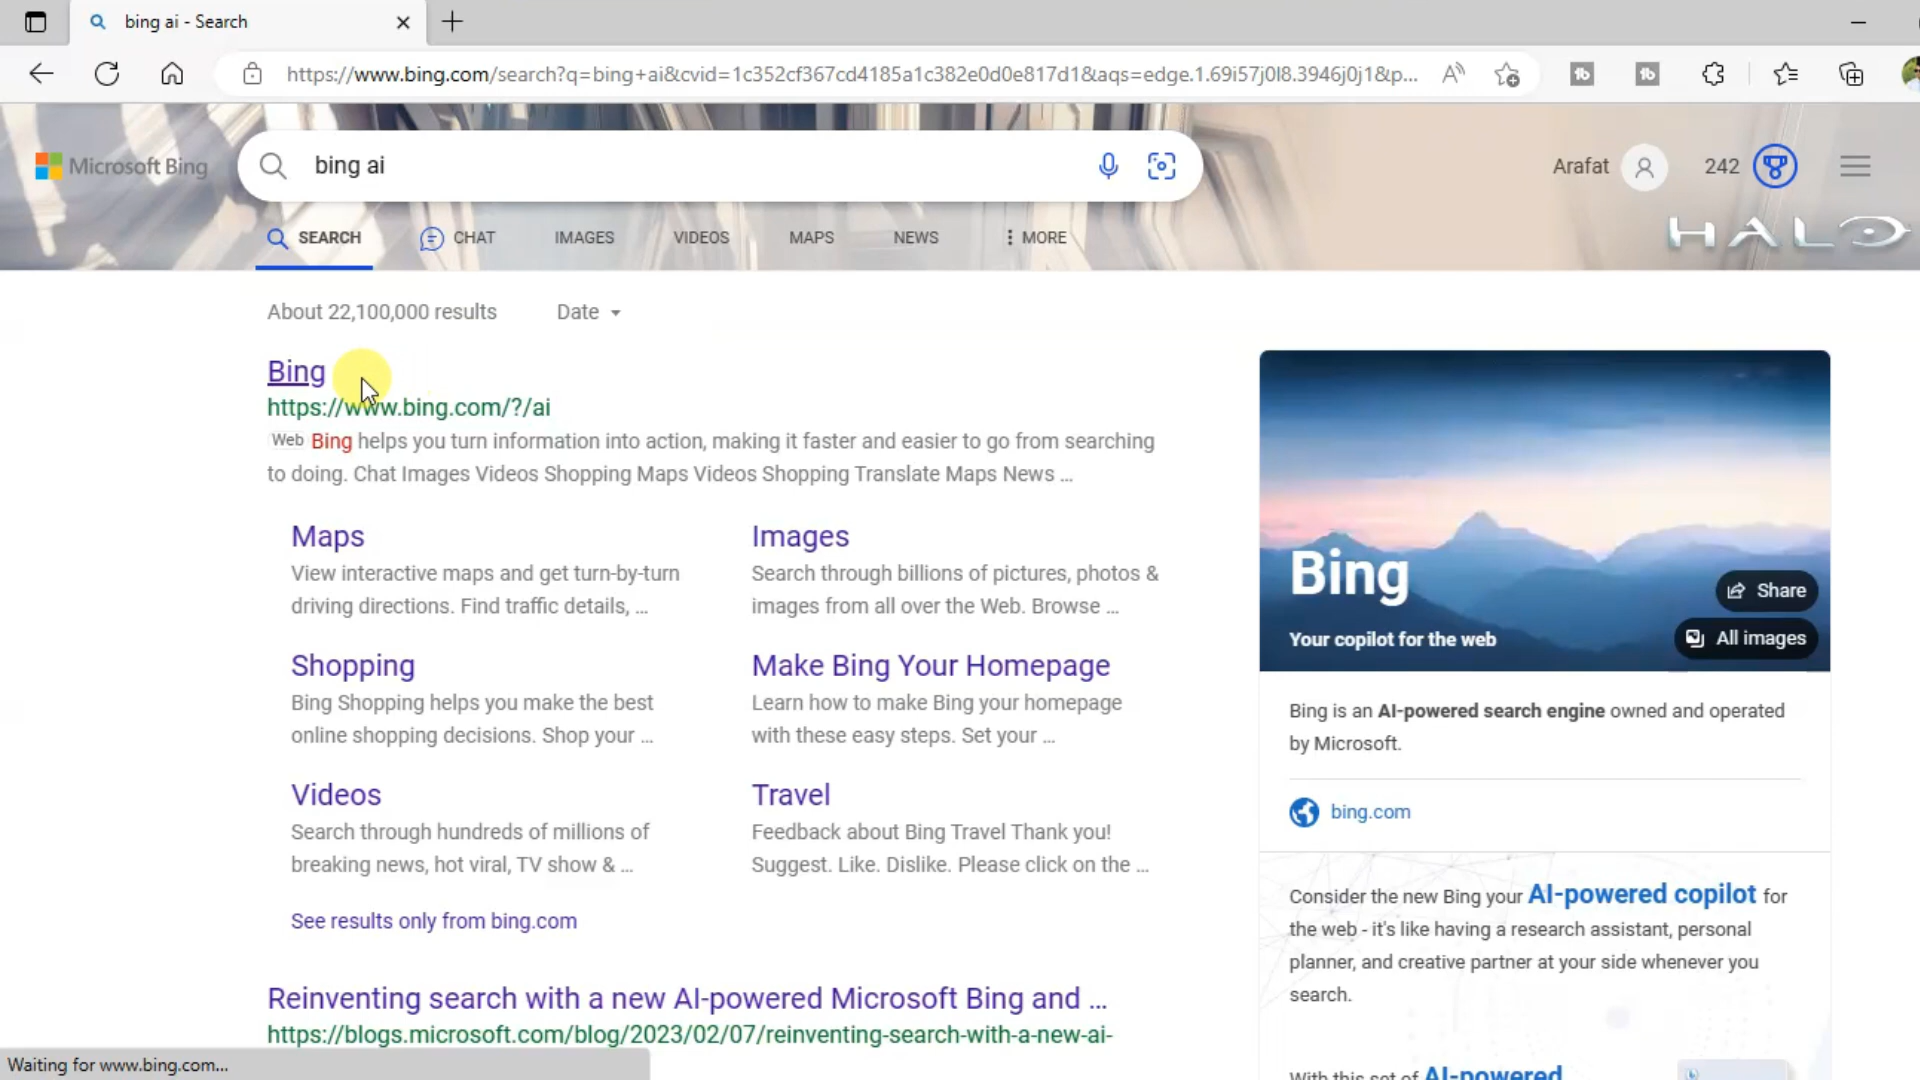 bing ai - Search
https://www.bing.com/search?q=bing+ai&cvid=1c352cf367cd4185a1c382e0d0e817d1&aqs=edge.1.69i57j0l8.3946j0j1&p...
Microsoft Bing
bing ai
Arafat
242
HALO
SEARCH
CHAT
IMAGES
VIDEOS
MAPS
NEWS
MORE
About 22,100,000 results
Date
Bing
https://www.bing.com/?/ai
Web Bing helps you turn information into action, making it faster and easier to go from searching
to doing. Chat Images Videos Shopping Maps Videos Shopping Translate Maps News ...
Maps
View interactive maps and get turn-by-turn
driving directions. Find traffic details, ...
Images
Search through billions of pictures, photos &
images from all over the Web. Browse ...
Shopping
Bing Shopping helps you make the best
online shopping decisions. Shop your ...
Make Bing Your Homepage
Learn how to make Bing your homepage
with these easy steps. Set your ...
Videos
Search through hundreds of millions of
breaking news, hot viral, TV show & ...
Travel
Feedback about Bing Travel Thank you!
Suggest. Like. Dislike. Please click on the ...
See results only from bing.com
Reinventing search with a new AI-powered Microsoft Bing and ...
https://blogs.microsoft.com/blog/2023/02/07/reinventing-search-with-a-new-ai-
Bing
Your copilot for the web
Share
All images
Bing is an AI-powered search engine owned and operated
by Microsoft.
bing.com
Consider the new Bing your AI-powered copilot for
the web - it's like having a research assistant, personal
planner, and creative partner at your side whenever you
search.
With this set of AI-powered
Waiting for www.bing.com...